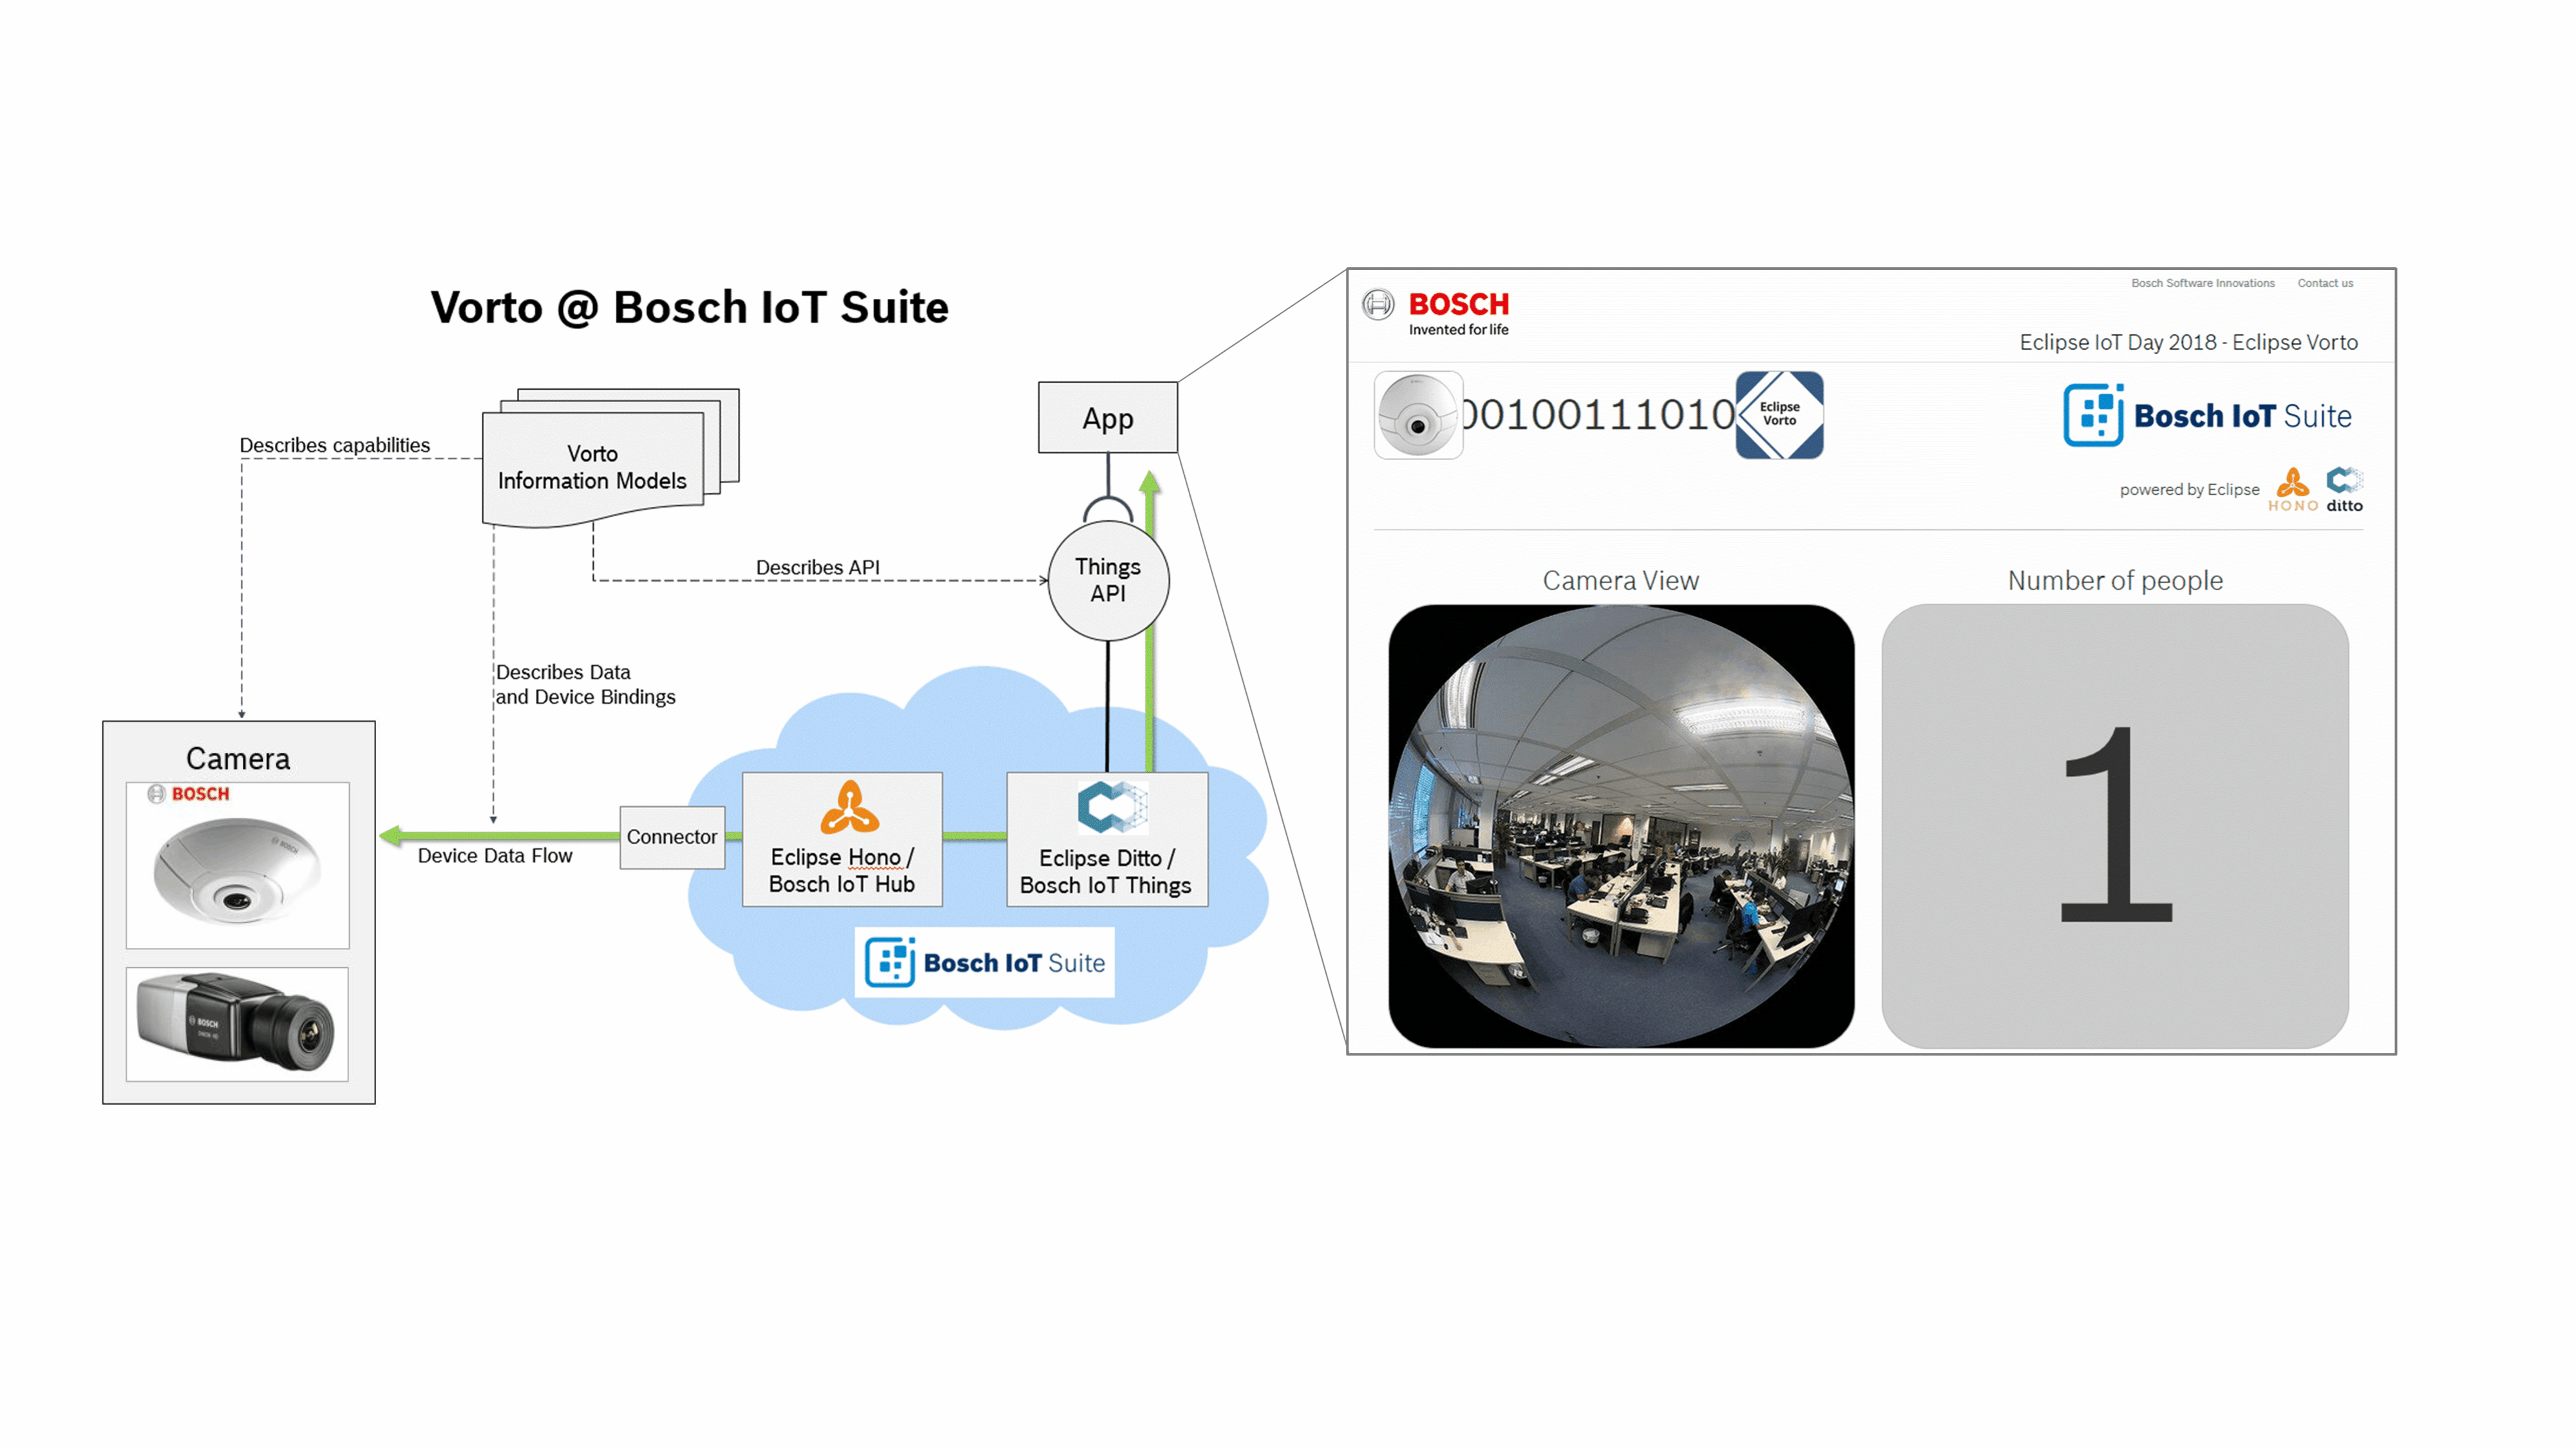 Vorto @ Bosch IoT Suite
Describes capabilities
Vorto
Information Models
App
Describes API
Things
API
Describes Data
and Device Bindings
Camera
BOSCH
BOSCH
BOSCH
Device Data Flow
Connector
Eclipse Hono /
Bosch IoT Hub
Eclipse Ditto /
Bosch IoT Things
Bosch IoT Suite
Bosch Software Innovations
Contact us
BOSCH
Invented for life
Eclipse IoT Day 2018 - Eclipse Vorto
00100111010
Eclipse
Vorto
Bosch IoT Suite
powered by Eclipse
HONO
ditto
Camera View
Number of people
1